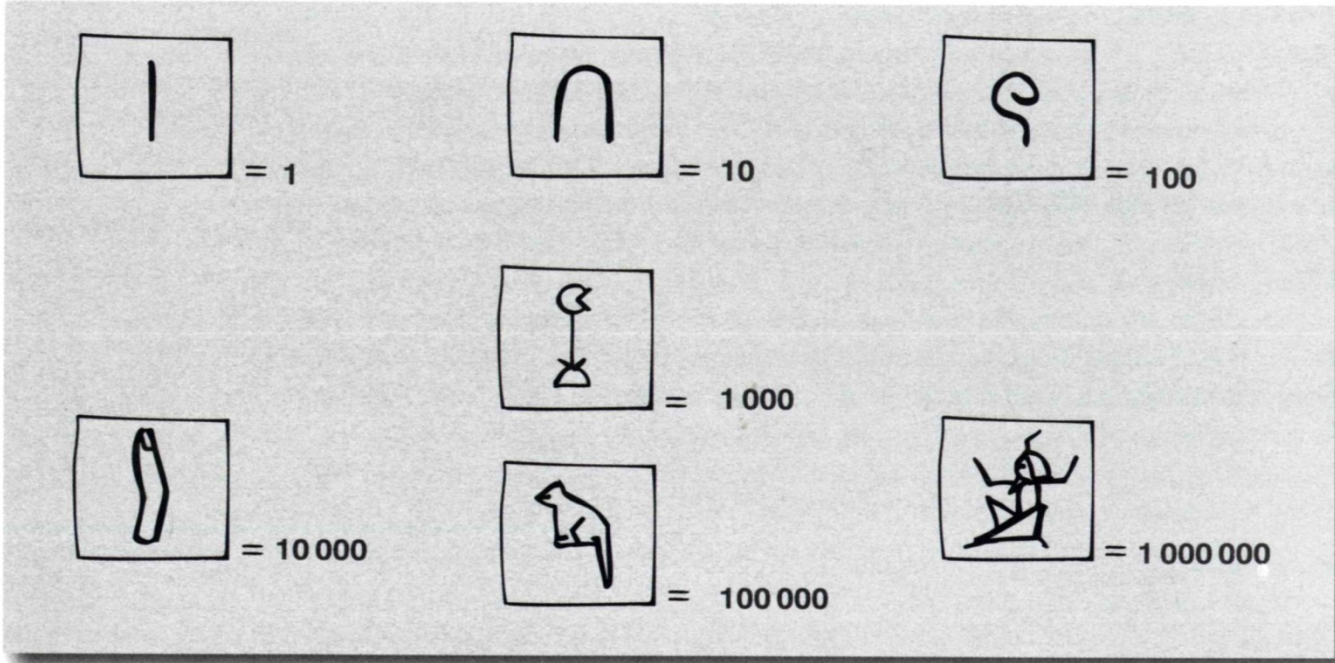 = 1
= 10
= 100
= 1 000
= 10 000
= 100 000
= 1 000 000